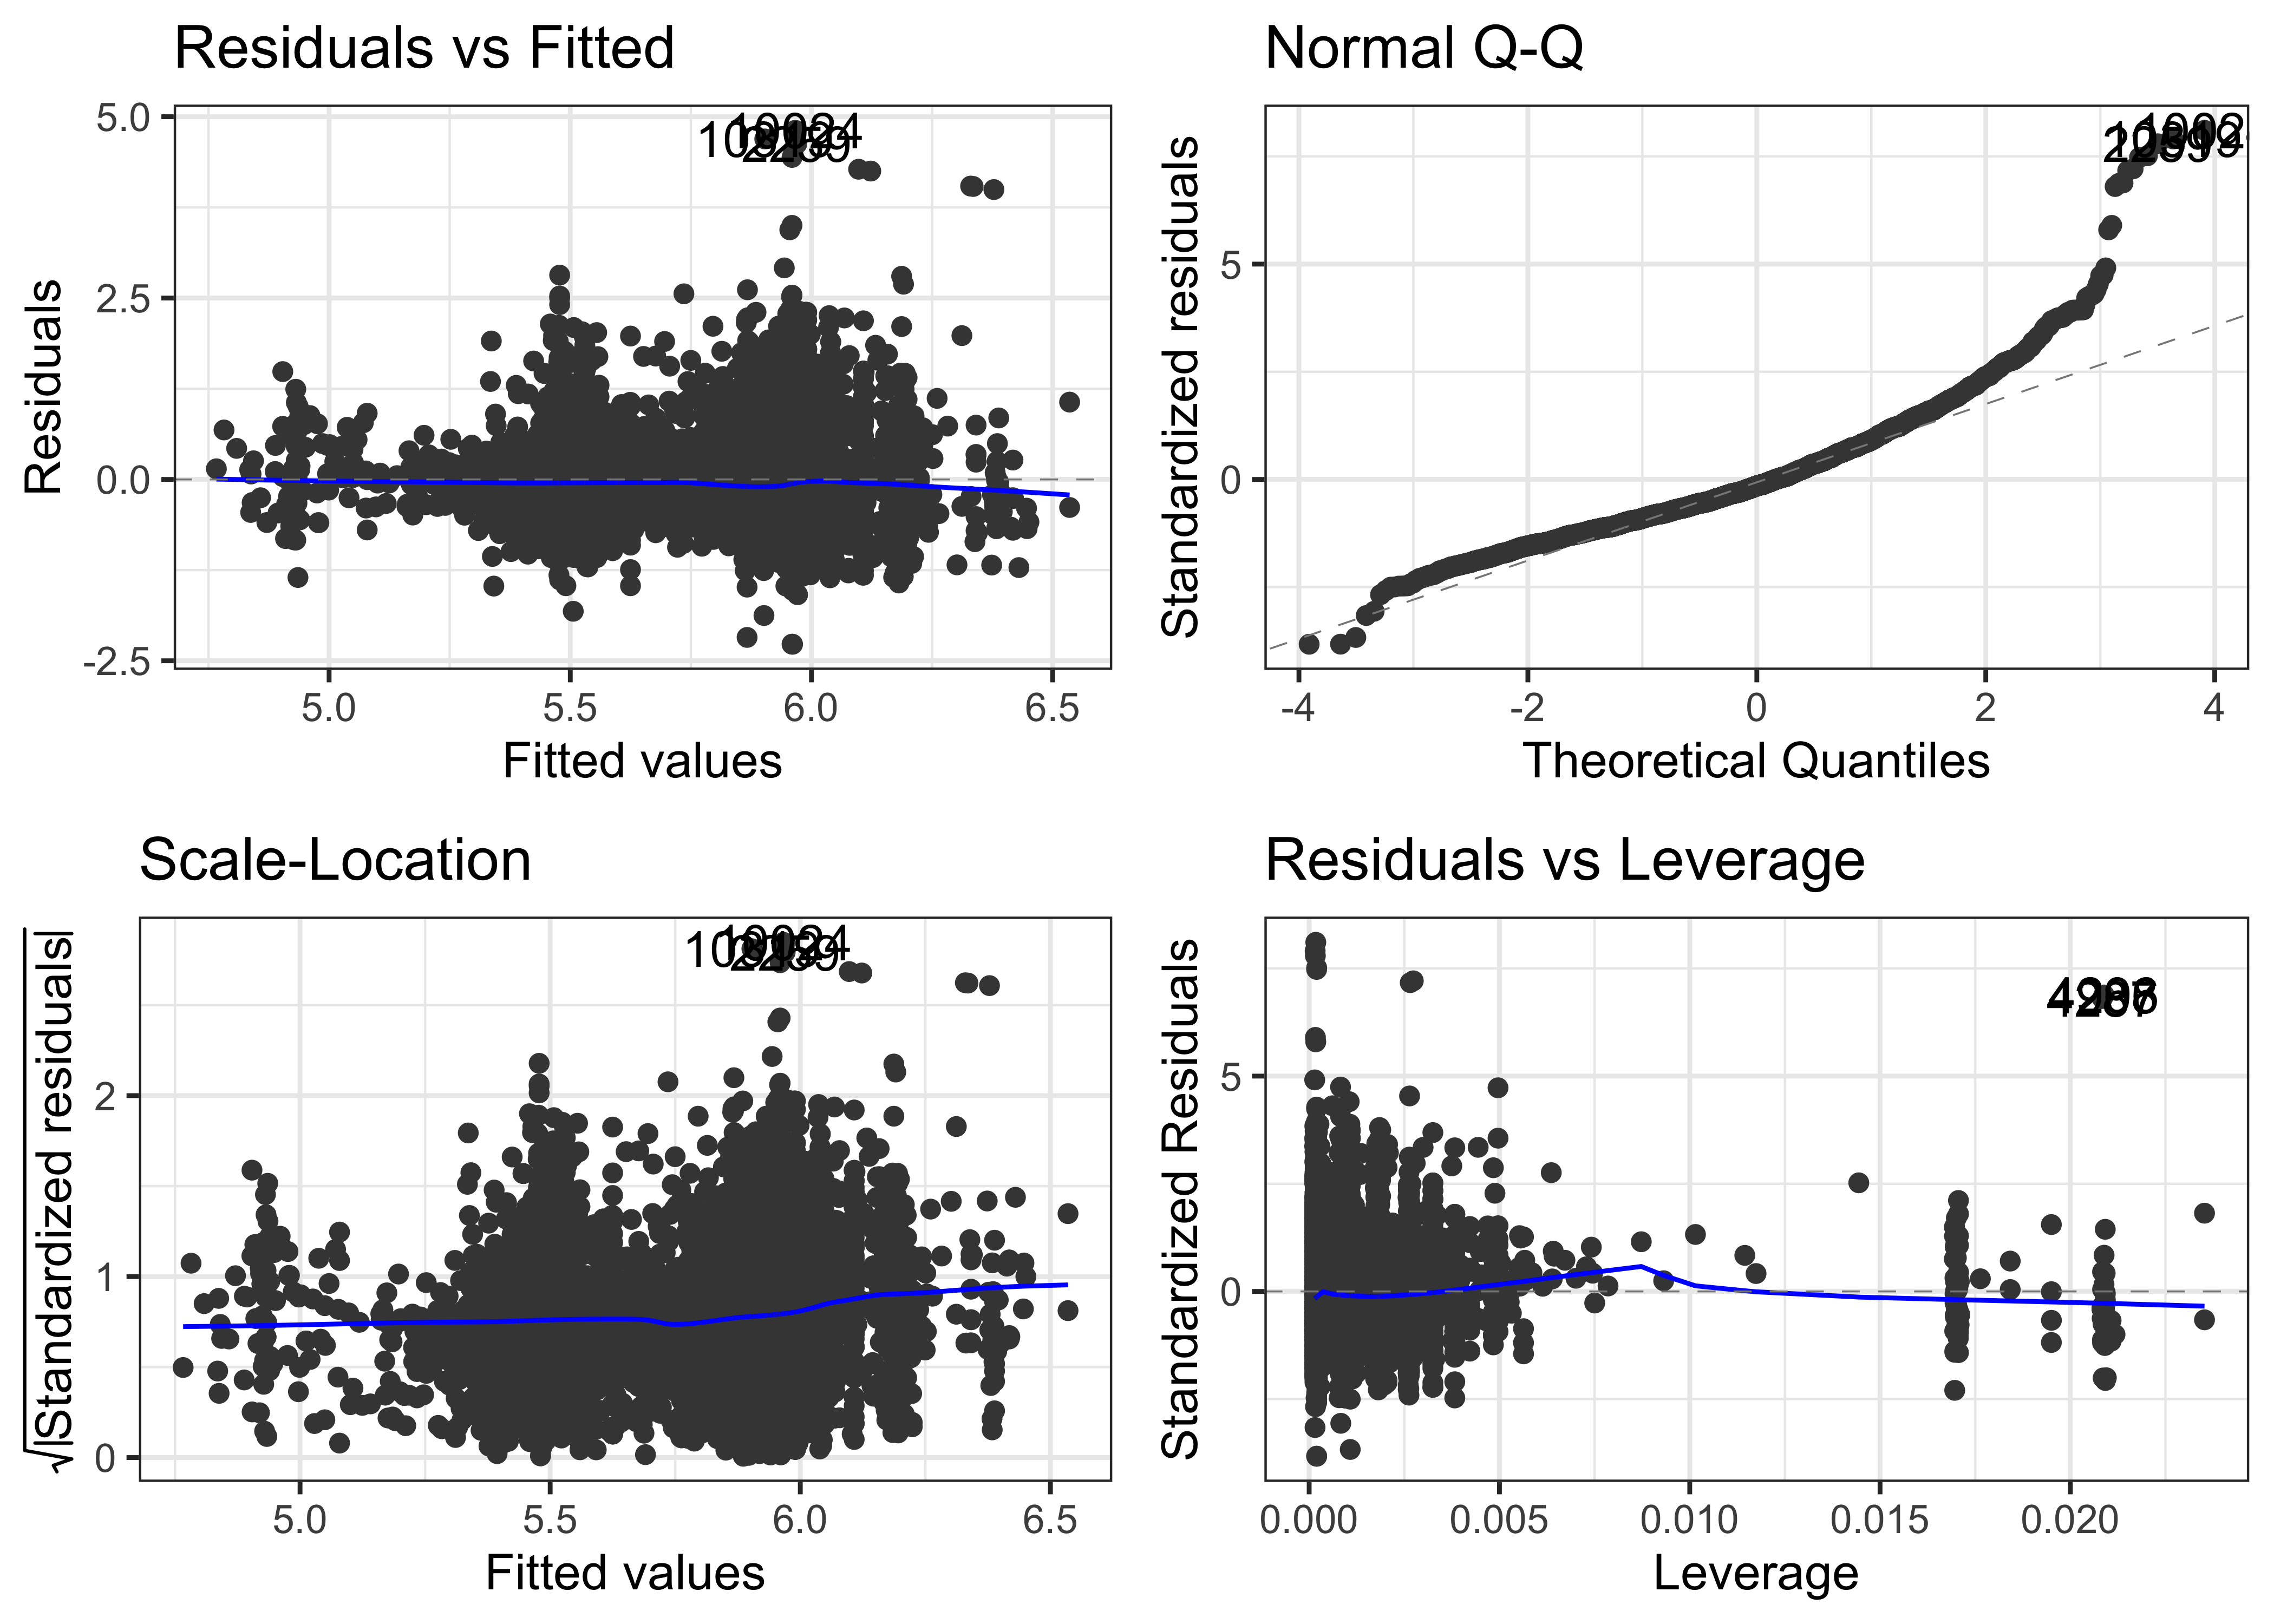 Residuals vs Fitted
Residuals
5.0
2.5
0.0
-2.5
5.0
5.5
6.0
6.5
Fitted values
Normal Q-Q
Standardized residuals
5
0
-4
-2
0
2
4
Theoretical Quantiles
Scale-Location
√|Standardized residuals|
2
1
0
5.0
5.5
6.0
6.5
Fitted values
Residuals vs Leverage
Standardized Residuals
5
0
0.000
0.005
0.010
0.015
0.020
Leverage